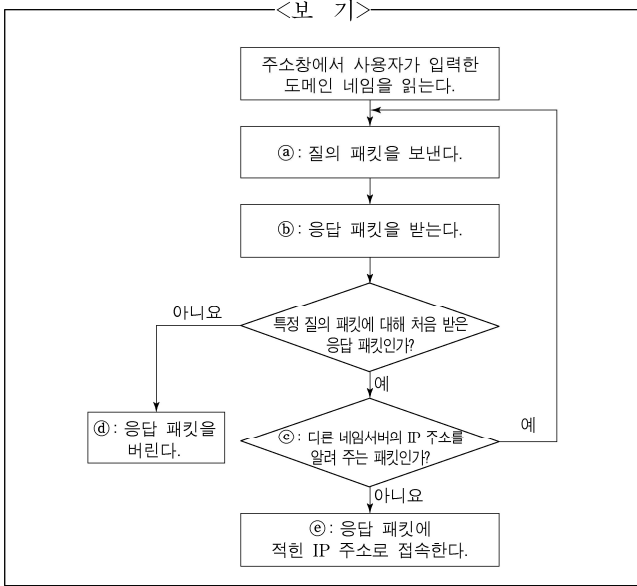 <보 기>
주소창에서 사용자가 입력한
도메인 네임을 읽는다.
ⓐ: 질의 패킷을 보낸다.
ⓑ: 응답 패킷을 받는다.
아니요
특정 질의 패킷에 대해 처음 받은
응답 패킷인가?
예
ⓓ: 응답 패킷을
버린다.
ⓒ: 다른 네임서버의 IP 주소를
알려 주는 패킷인가?
예
아니요
ⓔ: 응답 패킷에
적힌 IP 주소로 접속한다.